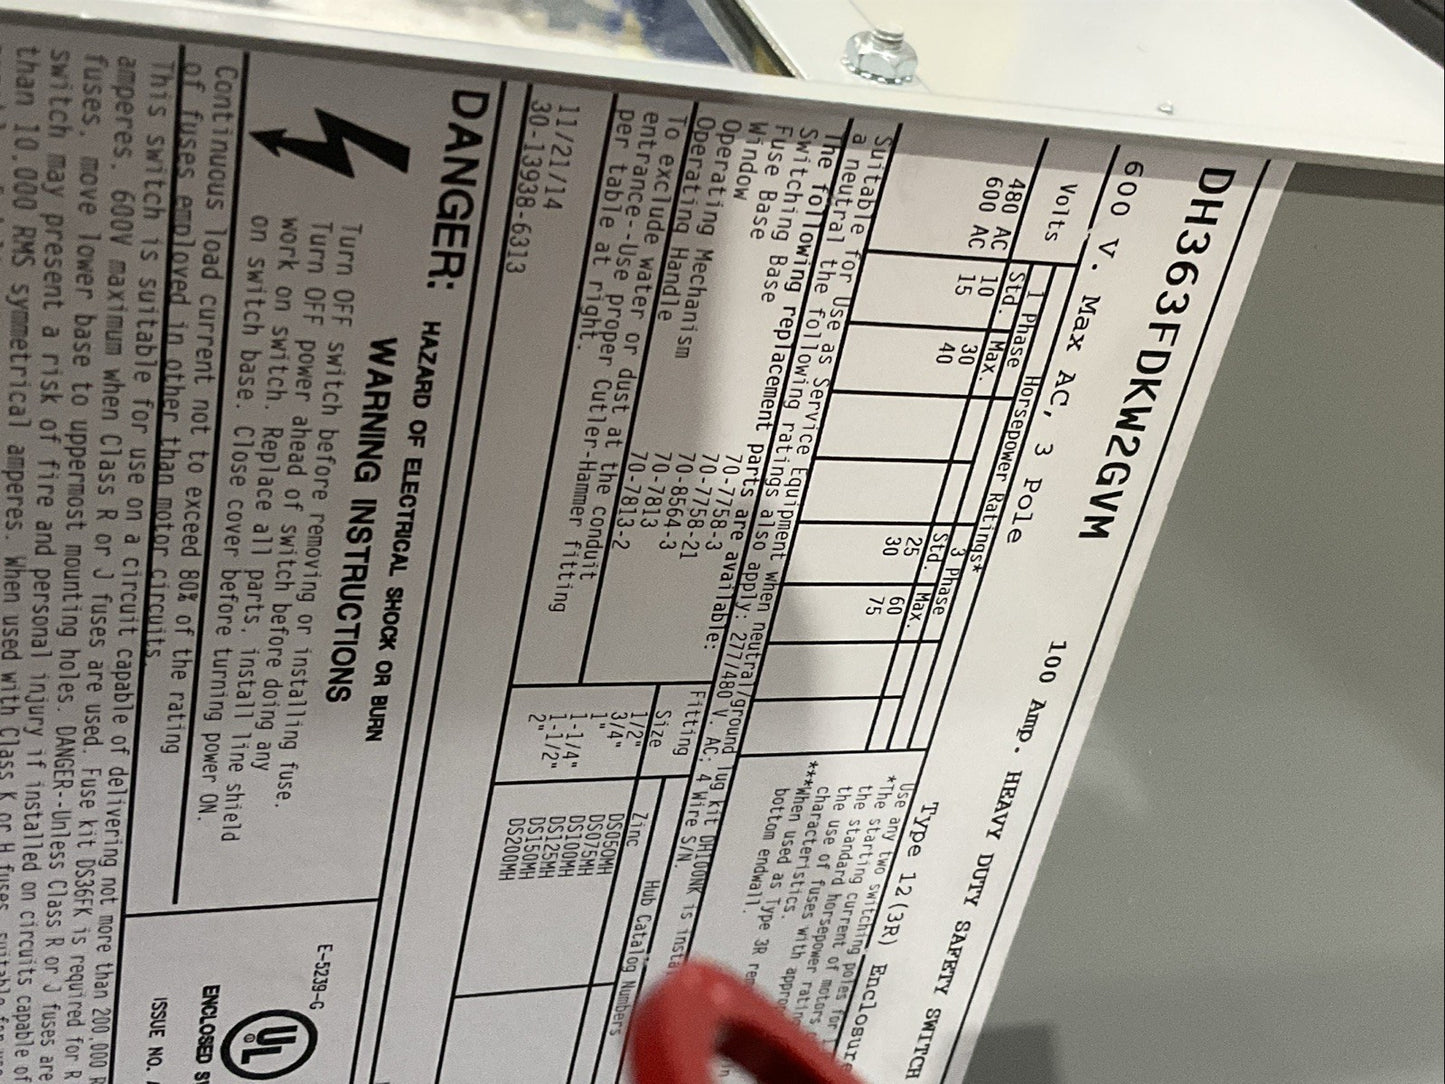 DH363FDKW2GVM
600 V. Max AC, 3 Pole
100 Amp. HEAVY DUTY SAFETY SWITCH
Type 12(3R) Enclosure
Volts
Horsepower Ratings*
1 Phase
3 Phase
Std. Max.
Std. Max.
480 AC 10 30 25 60
600 AC 15 40 30 75
Use any two switching poles for 1
*The starting current of motors
the standard horsepower rating
the use of fuses with appro
characteristics.
***When used as Type 3R rem
bottom endwall.
Suitable for Use as Service Equipment when neutral/ground lug kit DH100NK is insta
a neutral the following ratings also apply: 277/480 V. AC; 4 Wire S/N.
The following replacement parts are available:
Switching Base 70-7758-3
Fuse Base 70-7758-21
Window 70-8564-3
Operating Mechanism 70-7813
Operating Handle 70-7813-2
To exclude water or dust at the conduit
entrance--Use proper Cutler-Hammer fitting
per table at right.
Fitting
Size
Hub Catalog Numbers
Zinc
1/2" DS050MH
3/4" DS075MH
1" DS100MH
1-1/4" DS125MH
1-1/2" DS150MH
2" DS200MH
11/21/14
30-13938-6313
DANGER: HAZARD OF ELECTRICAL SHOCK OR BURN
WARNING INSTRUCTIONS
Turn OFF switch before removing or installing fuse.
Turn OFF power ahead of switch before doing any
work on switch. Replace all parts, install line shield
on switch base. Close cover before turning power ON.
Continuous load current not to exceed 80% of the rating
of fuses employed in other than motor circuits.
This switch is suitable for use on a circuit capable of delivering not more than 200,000 R
amperes, 600V maximum when Class R or J fuses are used. Fuse kit DS36FK is required for R
fuses, move lower base to uppermost mounting holes. DANGER--Unless Class R or J fuses are
switch may present a risk of fire and personal injury if installed on circuits capable of
than 10,000 RMS symmetrical amperes. When used with Class K or H fuses, suitable for use
E-5239-G
UL
ENCLOSED S
ISSUE NO.